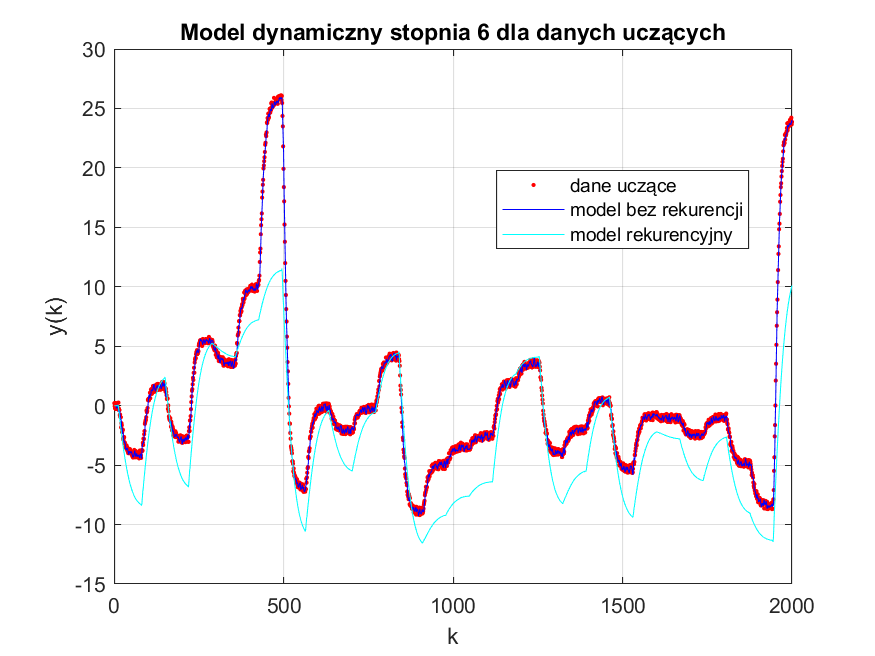 Model dynamiczny stopnia 6 dla danych uczących
30
25
20
15
10
5
0
-5
-10
-15
y(k)
dane uczące
model bez rekurencji
model rekurencyjny
0
500
1000
1500
2000
k